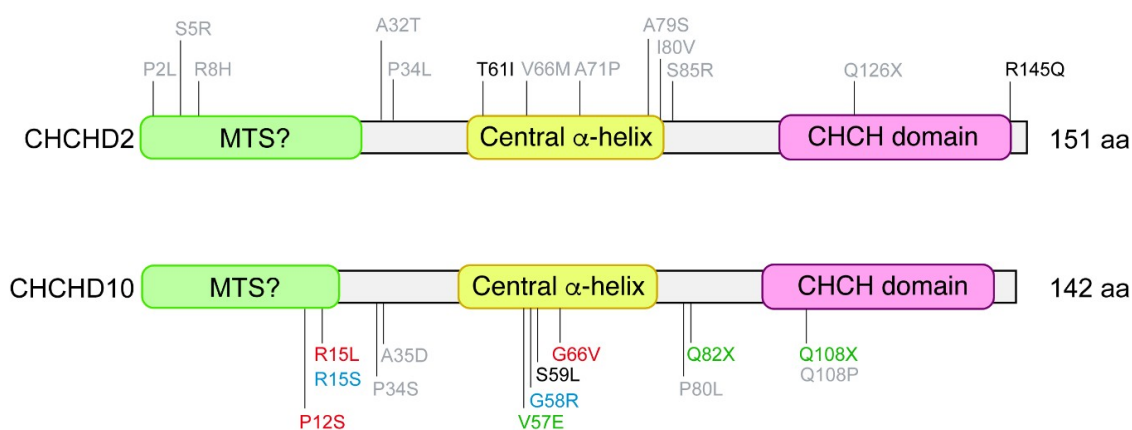 S5R A32T A79S
I80V
P2L R8H P34L T61I V66M A71P S85R Q126X R145Q
CHCHD2 MTS? Central α-helix CHCH domain 151 aa
CHCHD10 MTS? Central α-helix CHCH domain 142 aa
R15L A35D G66V Q82X Q108X
R15S P34S S59L P80L Q108P
G58R
P12S V57E